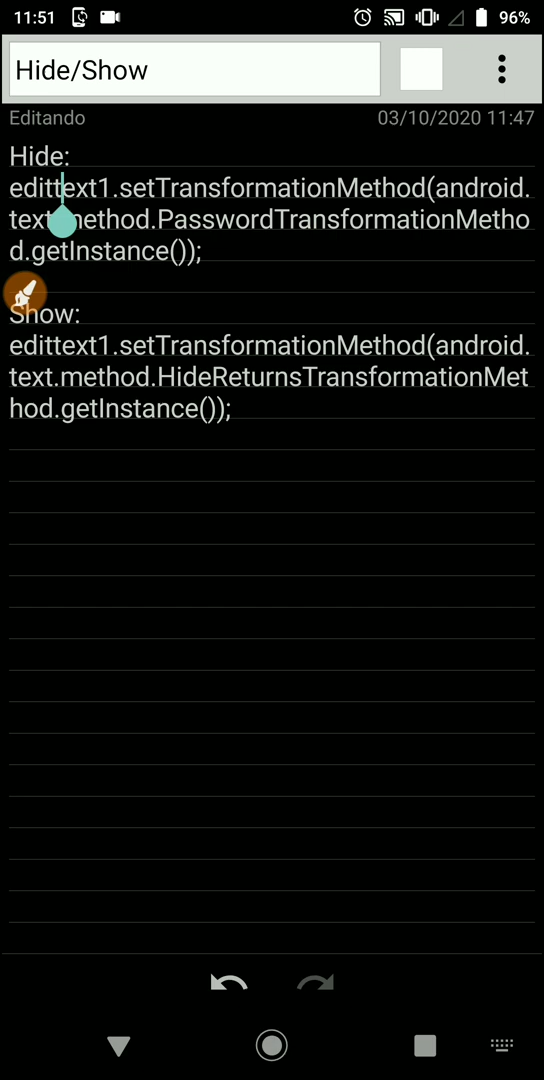 11:51
96%
Hide/Show
Editando
03/10/2020 11:47
Hide:
edittext1.setTransformationMethod(android.
text.method.PasswordTransformationMetho
d.getInstance());
Show:
edittext1.setTransformationMethod(android.
text.method.HideReturnsTransformationMet
hod.getInstance());